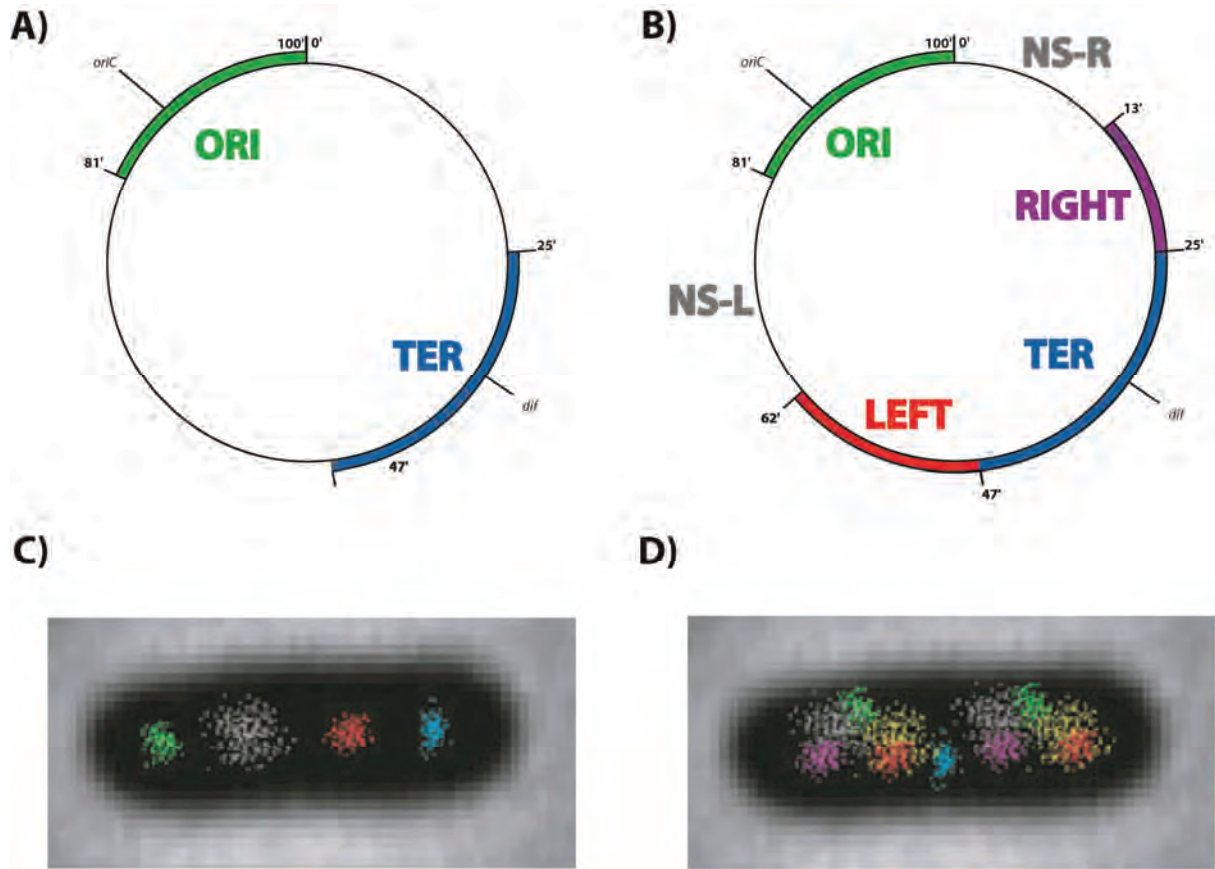 A)
100' 0'
oriC
ORI
81'
25'
TER
dif
47'
B)
100' 0'
NS-R
oriC
13'
ORI
81'
RIGHT
25'
NS-L
TER
dif
LEFT
62'
47'
C)
D)